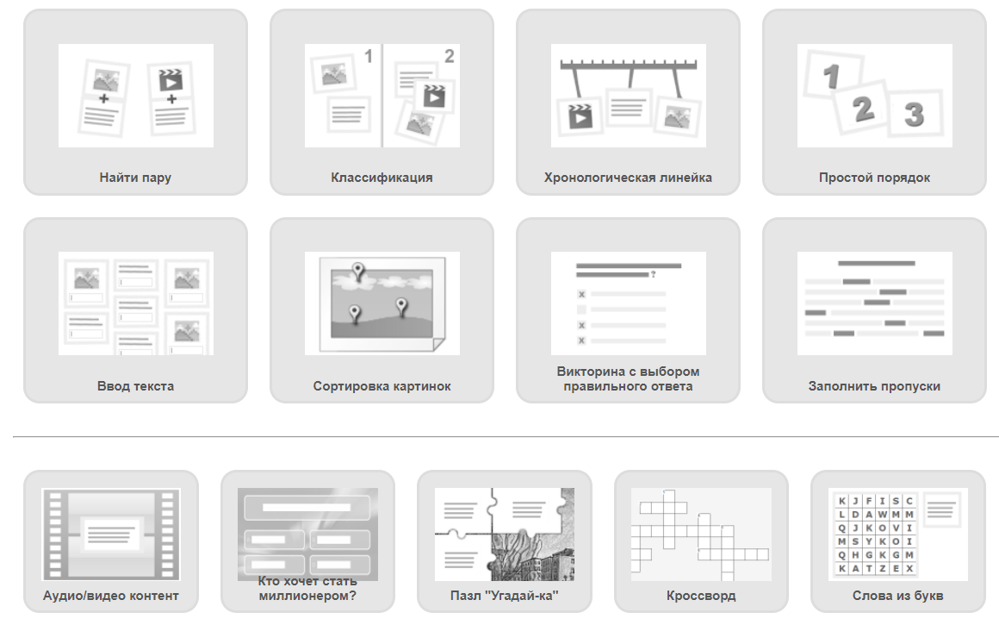 1
2
1
2
3
Найти пару
Классификация
Хронологическая линейка
Простой порядок
?
X
X
X
Ввод текста
Сортировка картинок
Викторина с выбором
правильного ответа
Заполнить пропуски
K J F I S C
L D A W M M
Q J K O V I
M S Y K O I
Q H G K G M
K A T Z E X
Аудио/видео контент
Кто хочет стать
миллионером?
Пазл "Угадай-ка"
Кроссворд
Слова из букв